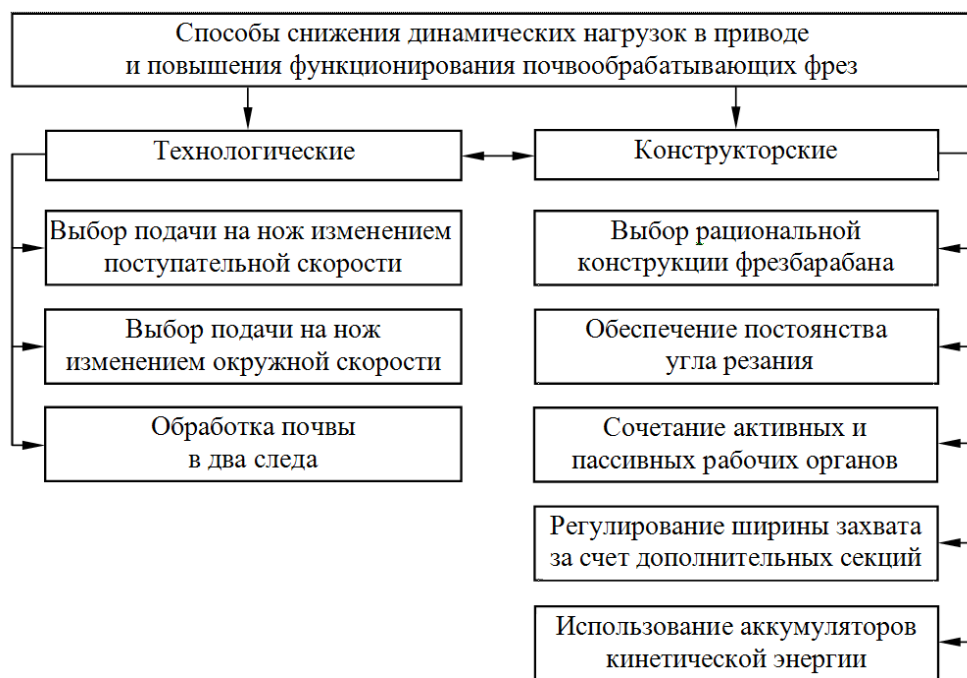 Способы снижения динамических нагрузок в приводе
и повышения функционирования почвообрабатывающих фрез
Технологические
Конструкторские
Выбор подачи на нож изменением
поступательной скорости
Выбор подачи на нож
изменением окружной скорости
Обработка почвы
в два следа
Выбор рациональной
конструкции фрезбарабана
Обеспечение постоянства
угла резания
Сочетание активных и
пассивных рабочих органов
Регулирование ширины захвата
за счет дополнительных секций
Использование аккумуляторов
кинетической энергии